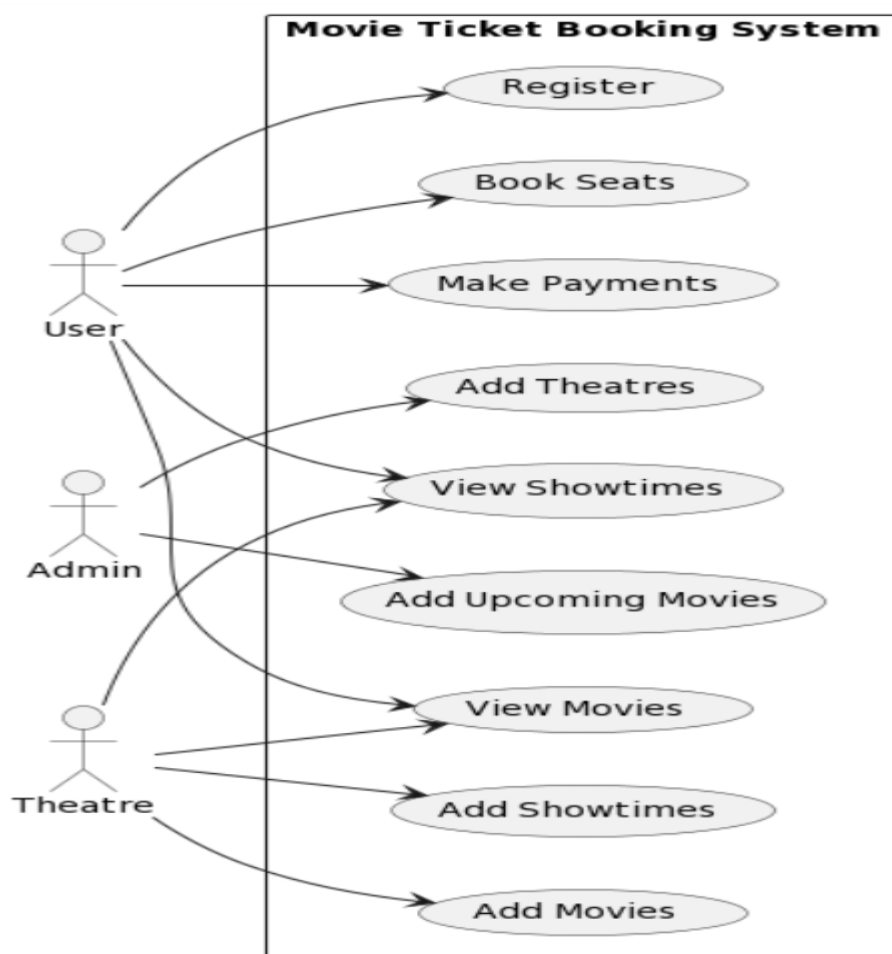 Movie Ticket Booking System
Register
Book Seats
Make Payments
User
Add Theatres
View Showtimes
Admin
Add Upcoming Movies
View Movies
Theatre
Add Showtimes
Add Movies